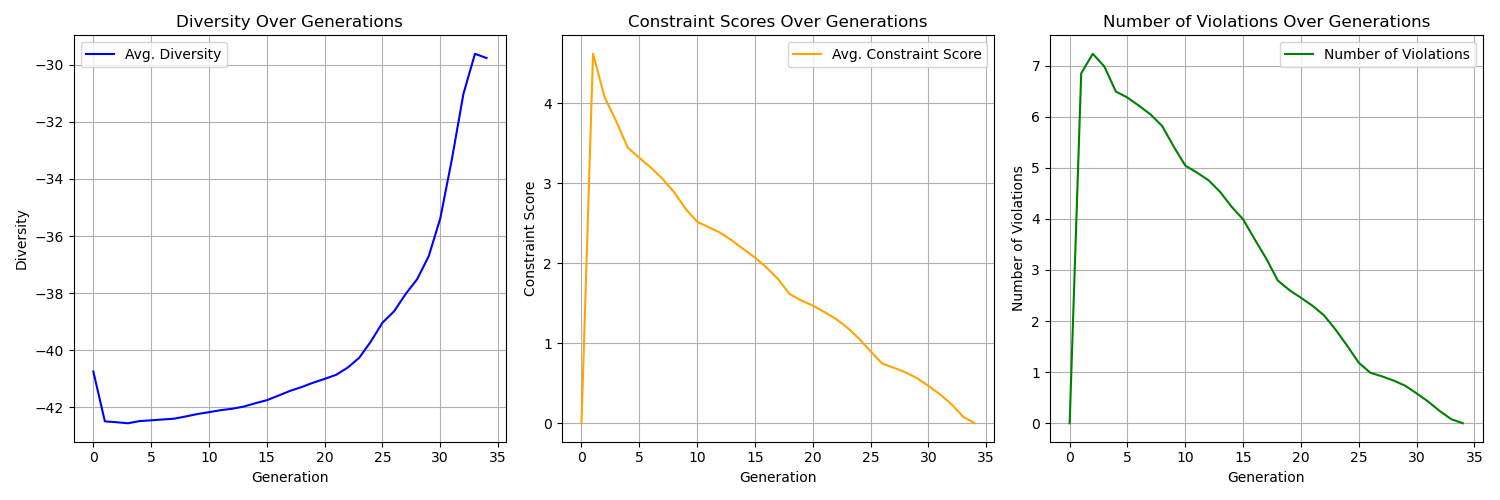 Diversity Over Generations
Avg. Diversity
−30
−32
−34
−36
−38
−40
−42
Diversity
0 5 10 15 20 25 30 35
Generation
Constraint Scores Over Generations
Avg. Constraint Score
4
3
2
1
0
Constraint Score
0 5 10 15 20 25 30 35
Generation
Number of Violations Over Generations
Number of Violations
7
6
5
4
3
2
1
0
Number of Violations
0 5 10 15 20 25 30 35
Generation